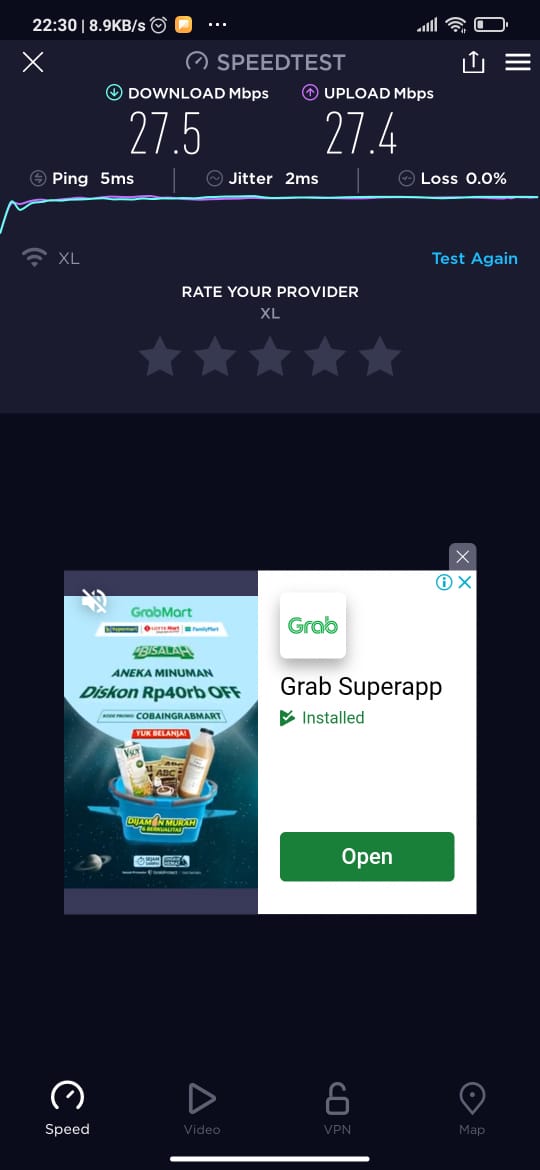 22:30 | 8.9KB/s
SPEEDTEST
DOWNLOAD Mbps
UPLOAD Mbps
27.5
27.4
Ping 5ms
Jitter 2ms
Loss 0.0%
XL
Test Again
RATE YOUR PROVIDER
XL
GrabMart
LOTTE Mart
FamilyMart
#BISALAH
ANEKA MINUMAN
Diskon Rp40rb OFF
KODE PROMO: COBAINGRABMART
YUK BELANJA!
V-SOY
ABC
DIJAMIN MURAH
& BERKUALITAS
Grab
Grab Superapp
Installed
Open
Speed
Video
VPN
Map